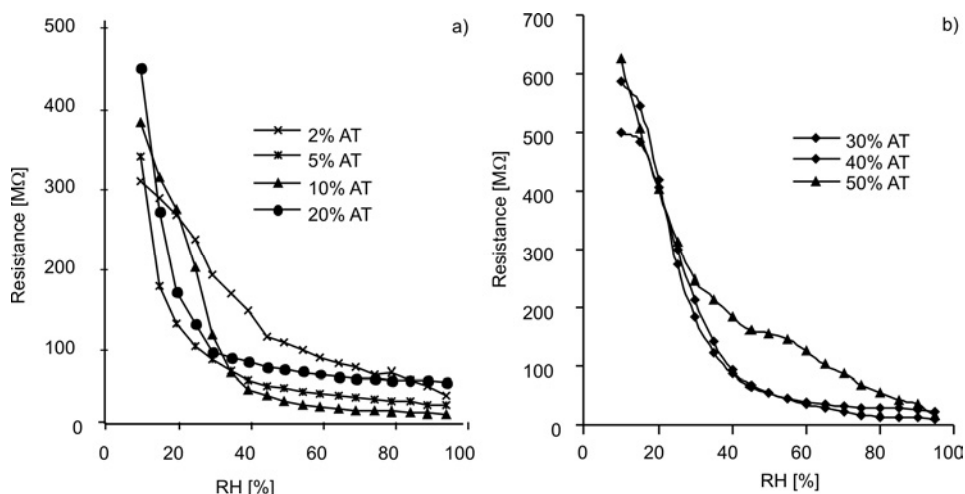 a)
Resistance [MΩ]
500
400
300
200
100
0
0 20 40 60 80 100
RH [%]
2% AT
5% AT
10% AT
20% AT
b)
Resistance [MΩ]
700
600
500
400
300
200
100
0
0 20 40 60 80 100
RH [%]
30% AT
40% AT
50% AT